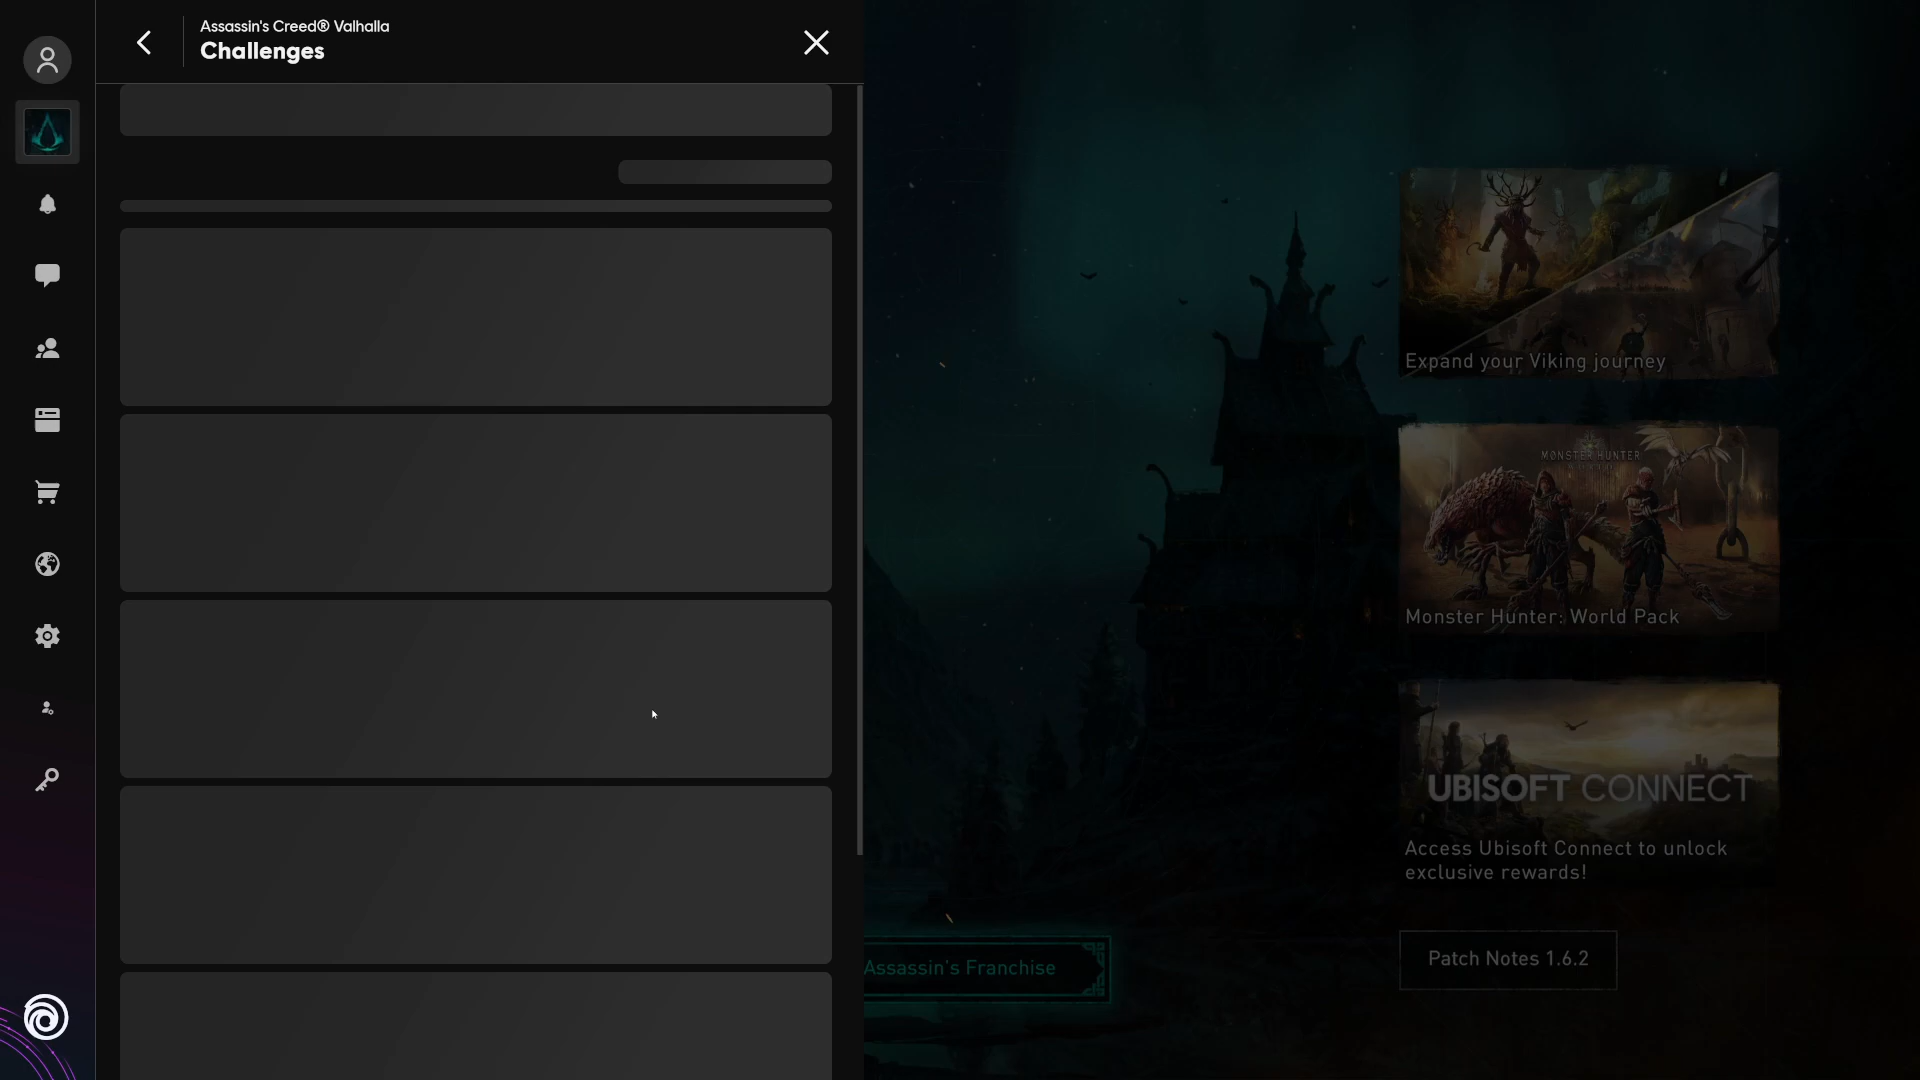 Assassin's Creed® Valhalla
Challenges
Expand your Viking journey
MONSTER HUNTER
WORLD
Monster Hunter: World Pack
UBISOFT CONNECT
Access Ubisoft Connect to unlock
exclusive rewards!
Assassin's Franchise
Patch Notes 1.6.2